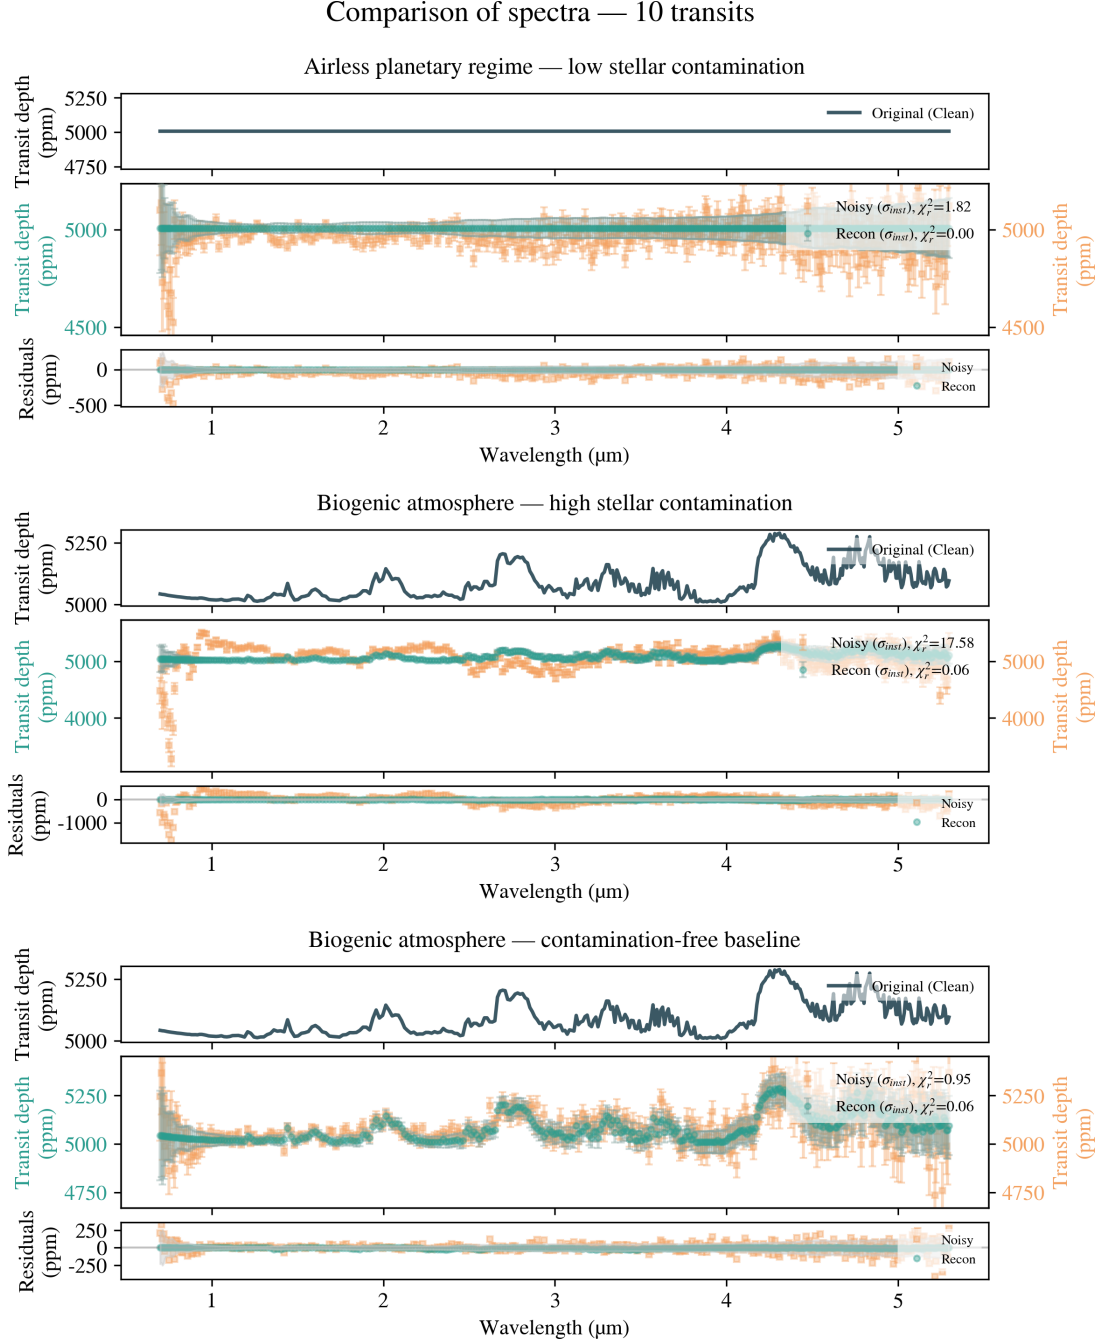 Comparison of spectra — 10 transits
Airless planetary regime — low stellar contamination
Transit depth
(ppm)
5250
5000
4750
Original (Clean)
Transit depth
(ppm)
5000
4500
Noisy (σinst), χ²r=1.82
Recon (σinst), χ²r=0.00
5000
4500
Transit depth
(ppm)
Residuals
(ppm)
0
-500
Noisy
Recon
1 2 3 4 5
Wavelength (µm)
Biogenic atmosphere — high stellar contamination
Transit depth
(ppm)
5250
5000
Original (Clean)
Transit depth
(ppm)
5000
4000
Noisy (σinst), χ²r=17.58
Recon (σinst), χ²r=0.06
5000
4000
Transit depth
(ppm)
Residuals
(ppm)
0
-1000
Noisy
Recon
1 2 3 4 5
Wavelength (µm)
Biogenic atmosphere — contamination-free baseline
Transit depth
(ppm)
5250
5000
Original (Clean)
Transit depth
(ppm)
5250
5000
4750
Noisy (σinst), χ²r=0.95
Recon (σinst), χ²r=0.06
5250
5000
4750
Transit depth
(ppm)
Residuals
(ppm)
250
0
-250
Noisy
Recon
1 2 3 4 5
Wavelength (µm)